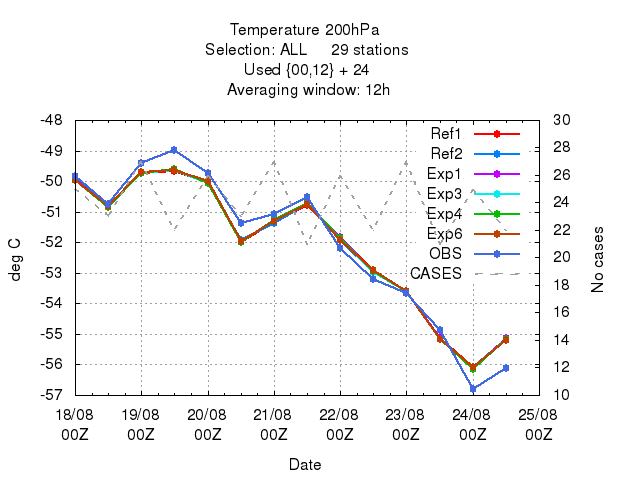 Temperature 200hPa
Selection: ALL     29 stations
Used {00,12} + 24
Averaging window: 12h
-48
-49
-50
-51
-52
-53
-54
-55
-56
-57
deg C
30
28
26
24
22
20
18
16
14
12
10
No cases
Ref1
Ref2
Exp1
Exp3
Exp4
Exp6
OBS
CASES
18/08 19/08 20/08 21/08 22/08 23/08 24/08 25/08
00Z 00Z 00Z 00Z 00Z 00Z 00Z 00Z
Date